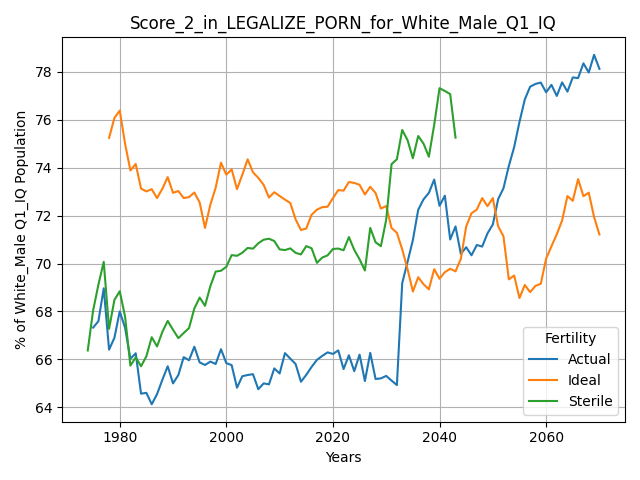 Score_2_in_LEGALIZE_PORN_for_White_Male_Q1_IQ
% of White_Male Q1_IQ Population
78
76
74
72
70
68
66
64
1980
2000
2020
2040
2060
Years
Fertility
Actual
Ideal
Sterile